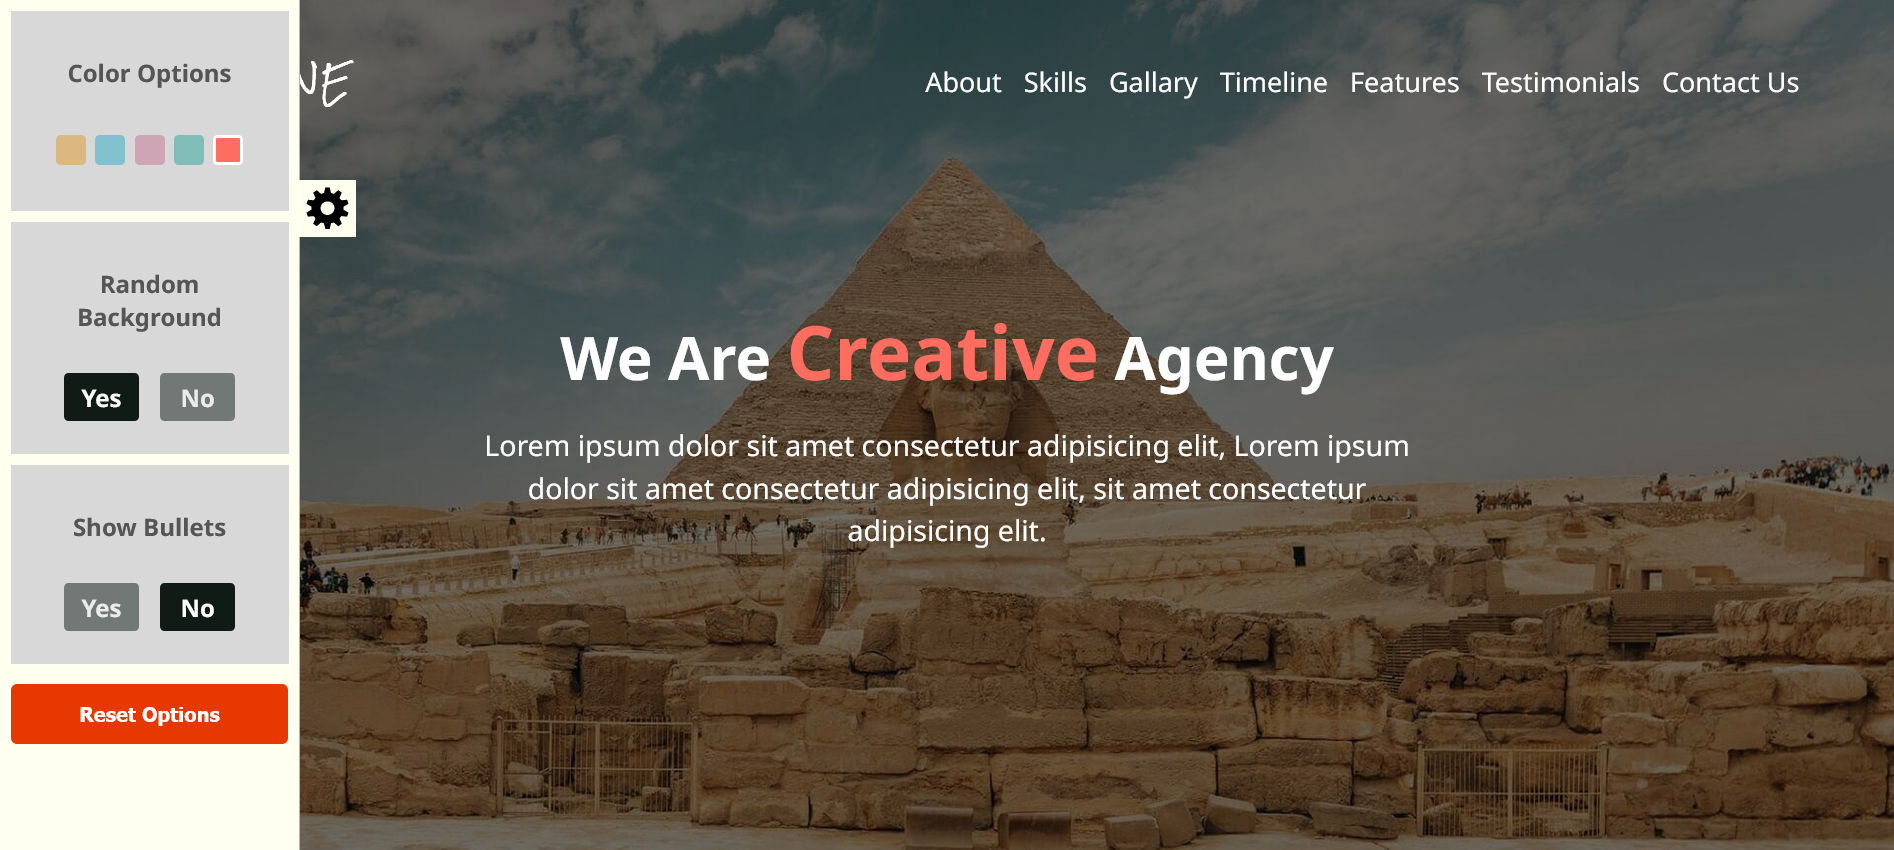 Color Options
Random
Background
Yes No
Show Bullets
Yes No
Reset Options
About Skills Gallary Timeline Features Testimonials Contact Us
We Are Creative Agency
Lorem ipsum dolor sit amet consectetur adipisicing elit, Lorem ipsum
dolor sit amet consectetur adipisicing elit, sit amet consectetur
adipisicing elit.